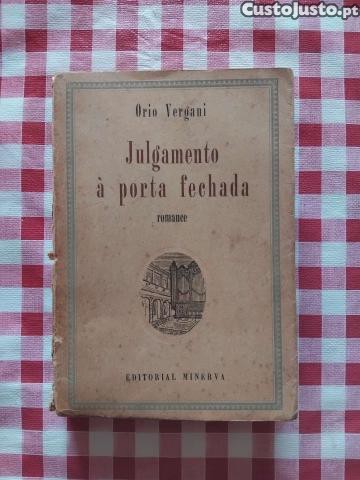 CustoJusto.pt
Orio Vergani
Julgamento
à porta fechada
romance
EDITORIAL MINERVA